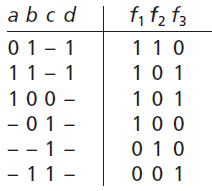 a b c d f₁ f₂ f₃
0 1 – 1 1 1 0
1 1 – 1 1 0 1
1 0 0 – 1 0 1
– 0 1 – 1 0 0
– – 1 – 0 1 0
– 1 1 – 0 0 1